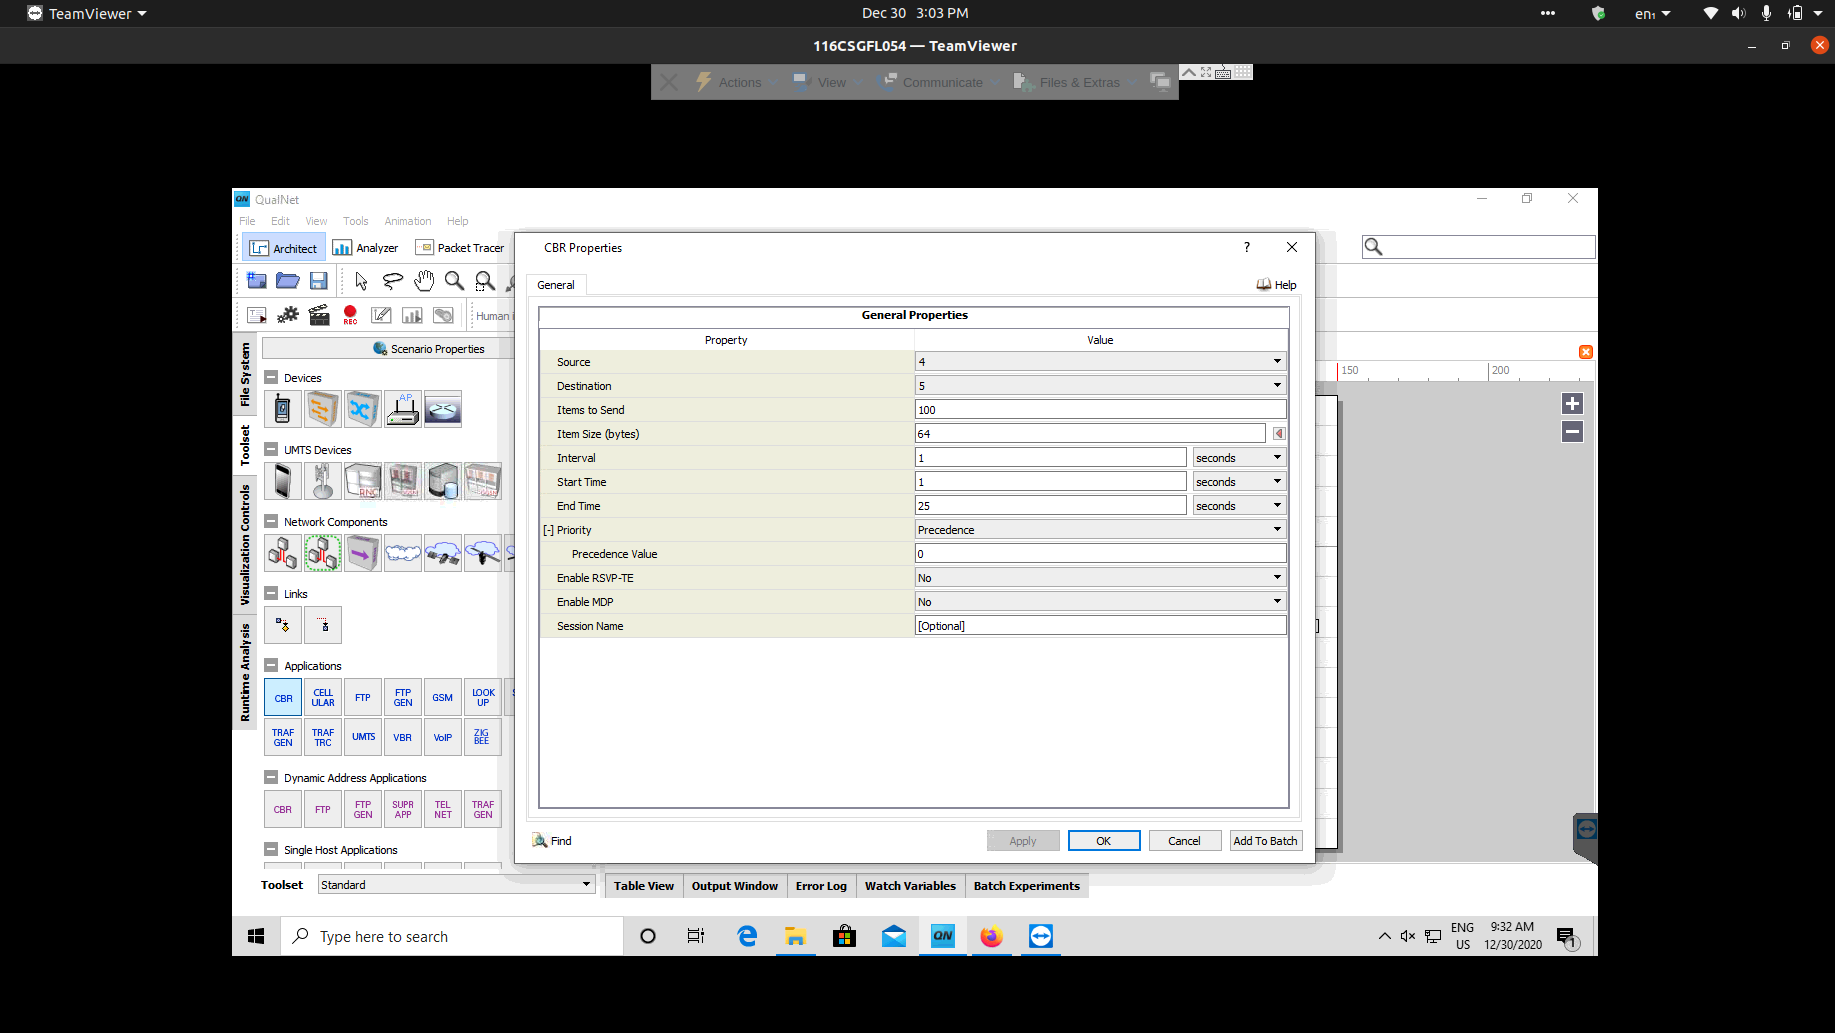 TeamViewer
Dec 30 3:03 PM
en₁
116CSGFL054 — TeamViewer
Actions
View
Communicate
Files & Extras
QN QualNet
File Edit View Tools Animation Help
Architect
Analyzer
Packet Tracer
REC
Human i
File System
Toolset
Visualization Controls
Runtime Analysis
Scenario Properties
Devices
AP
UMTS Devices
RNC
Network Components
Links
Applications
CBR
CELL ULAR
FTP
FTP GEN
GSM
LOOK UP
S
TRAF GEN
TRAF TRC
UMTS
VBR
VoIP
ZIG BEE
Dynamic Address Applications
CBR
FTP
FTP GEN
SUPR APP
TEL NET
TRAF GEN
Single Host Applications
Toolset Standard
CBR Properties
?
General
Help
General Properties
Property Value
Source 4
Destination 5
Items to Send 100
Item Size (bytes) 64
Interval 1 seconds
Start Time 1 seconds
End Time 25 seconds
[-] Priority Precedence
Precedence Value 0
Enable RSVP-TE No
Enable MDP No
Session Name [Optional]
Find
Apply
OK
Cancel
Add To Batch
150
200
]
Table View
Output Window
Error Log
Watch Variables
Batch Experiments
Type here to search
QN
ENG
US
9:32 AM
12/30/2020
1